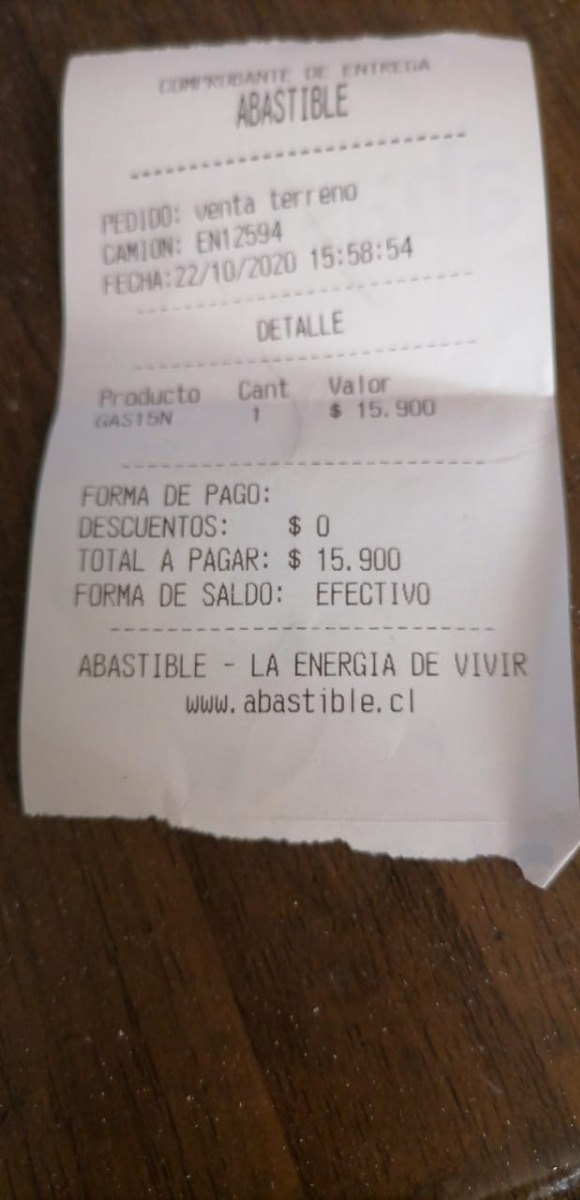 COMPROBANTE DE ENTREGA
ABASTIBLE
PEDIDO: venta terreno
CAMION: EN12594
FECHA:22/10/2020 15:58:54
DETALLE
Producto Cant Valor
GAS15N 1 $ 15.900
FORMA DE PAGO:
DESCUENTOS: $ 0
TOTAL A PAGAR: $ 15.900
FORMA DE SALDO: EFECTIVO
ABASTIBLE - LA ENERGIA DE VIVIR
www.abastible.cl